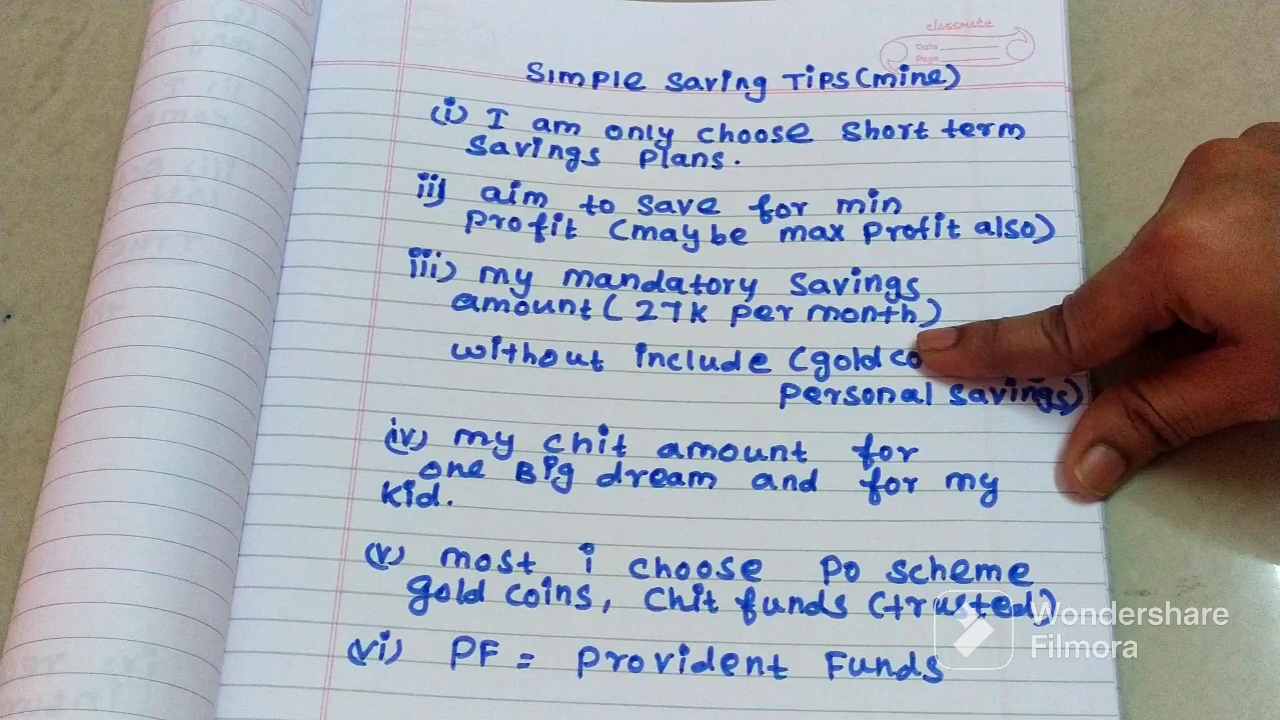 classmate
Date
Page
Simple Saving Tips (mine)
(i) I am only choose short term
savings plans.
ii) aim to save for min
profit (may be max profit also)
iii) my mandatory savings
amount (27k per month)
without include (gold co
personal savings)
iv) my chit amount for
one Big dream and for my
kid.
(v) most i choose po scheme
gold coins, chit funds (trusted)
Wondershare
Filmora
(vi) PF = Provident Funds